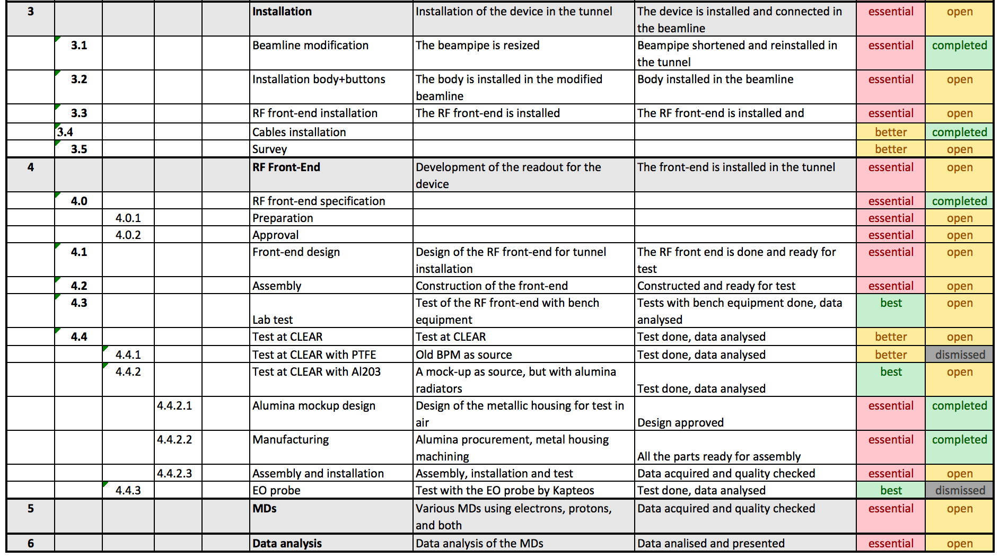 3 Installation Installation of the device in the tunnel The device is installed and connected in essential open
the beamline
3.1 Beamline modification The beampipe is resized Beampipe shortened and reinstalled in essential completed
the tunnel
3.2 Installation body+buttons The body is installed in the modified Body installed in the beamline essential open
beamline
3.3 RF front-end installation The RF front-end is installed The RF front-end is installed and essential open
3.4 Cables installation better completed
3.5 Survey better open
4 RF Front-End Development of the readout for the The front-end is installed in the tunnel essential open
device
4.0 RF front-end specification essential completed
4.0.1 Preparation essential open
4.0.2 Approval essential open
4.1 Front-end design Design of the RF front-end for tunnel The RF front end is done and ready for essential open
installation test
4.2 Assembly Construction of the front-end Constructed and ready for test essential open
4.3 Test of the RF front-end with bench Tests with bench equipment done, data best open
Lab test equipment analysed
4.4 Test at CLEAR Test at CLEAR Test done, data analysed better open
4.4.1 Test at CLEAR with PTFE Old BPM as source Test done, data analysed better dismissed
4.4.2 Test at CLEAR with Al203 A mock-up as source, but with alumina best open
radiators Test done, data analysed
4.4.2.1 Alumina mockup design Design of the metallic housing for test in essential completed
air Design approved
4.4.2.2 Manufacturing Alumina procurement, metal housing essential completed
machining All the parts ready for assembly
4.4.2.3 Assembly and installation Assembly, installation and test Data acquired and quality checked essential open
4.4.3 EO probe Test with the EO probe by Kapteos Test done, data analysed best dismissed
5 MDs Various MDs using electrons, protons, Data acquired and quality checked essential open
and both
6 Data analysis Data analysis of the MDs Data analised and presented essential open